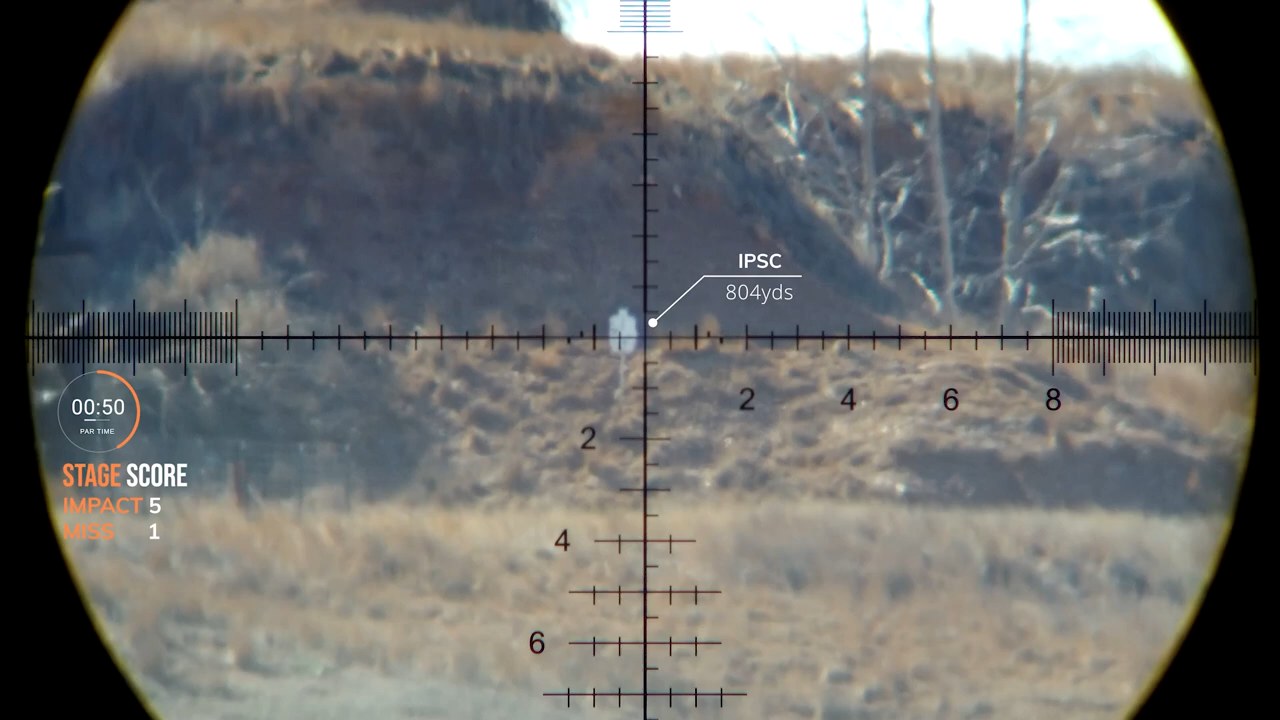 IPSC
804yds
2 4 6 8
2
4
6
00:50
PAR TIME
STAGE SCORE
IMPACT 5
MISS 1